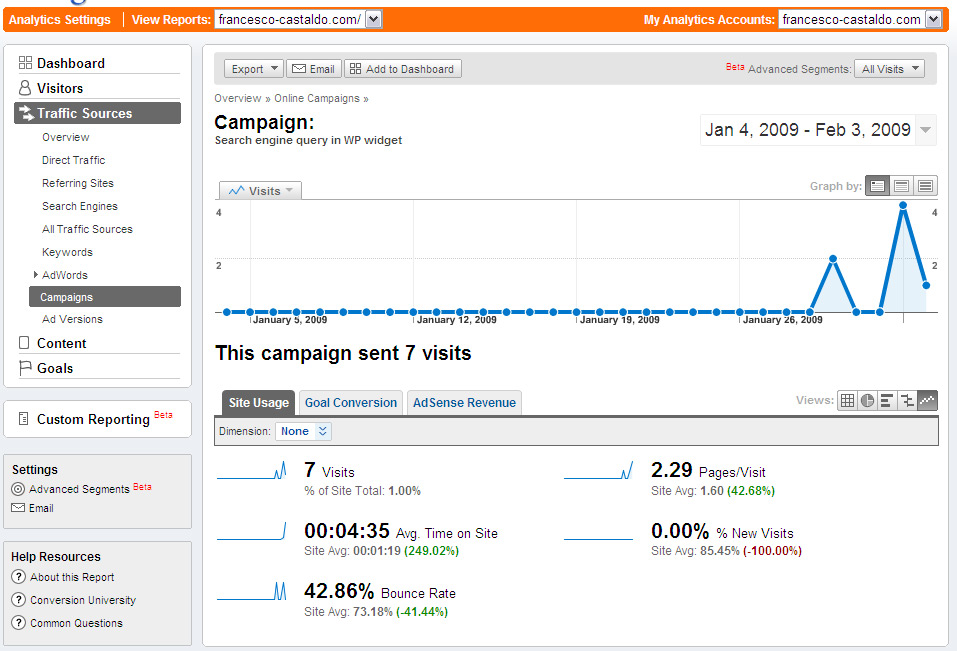 Analytics Settings | View Reports: francesco-castaldo.com/ My Analytics Accounts: francesco-castaldo.com
Dashboard
Visitors
Traffic Sources
Overview
Direct Traffic
Referring Sites
Search Engines
All Traffic Sources
Keywords
AdWords
Campaigns
Ad Versions
Content
Goals
Custom Reporting Beta
Settings
Advanced Segments Beta
Email
Help Resources
? About this Report
? Conversion University
? Common Questions
Export Email Add to Dashboard Beta Advanced Segments: All Visits
Overview » Online Campaigns »
Campaign:
Search engine query in WP widget
Jan 4, 2009 - Feb 3, 2009
Visits Graph by:
4 4
2 2
January 5, 2009 January 12, 2009 January 19, 2009 January 26, 2009
This campaign sent 7 visits
Site Usage Goal Conversion AdSense Revenue Views:
Dimension: None
7 Visits
% of Site Total: 1.00%
2.29 Pages/Visit
Site Avg: 1.60 (42.68%)
00:04:35 Avg. Time on Site
Site Avg: 00:01:19 (249.02%)
0.00% % New Visits
Site Avg: 85.45% (-100.00%)
42.86% Bounce Rate
Site Avg: 73.18% (-41.44%)